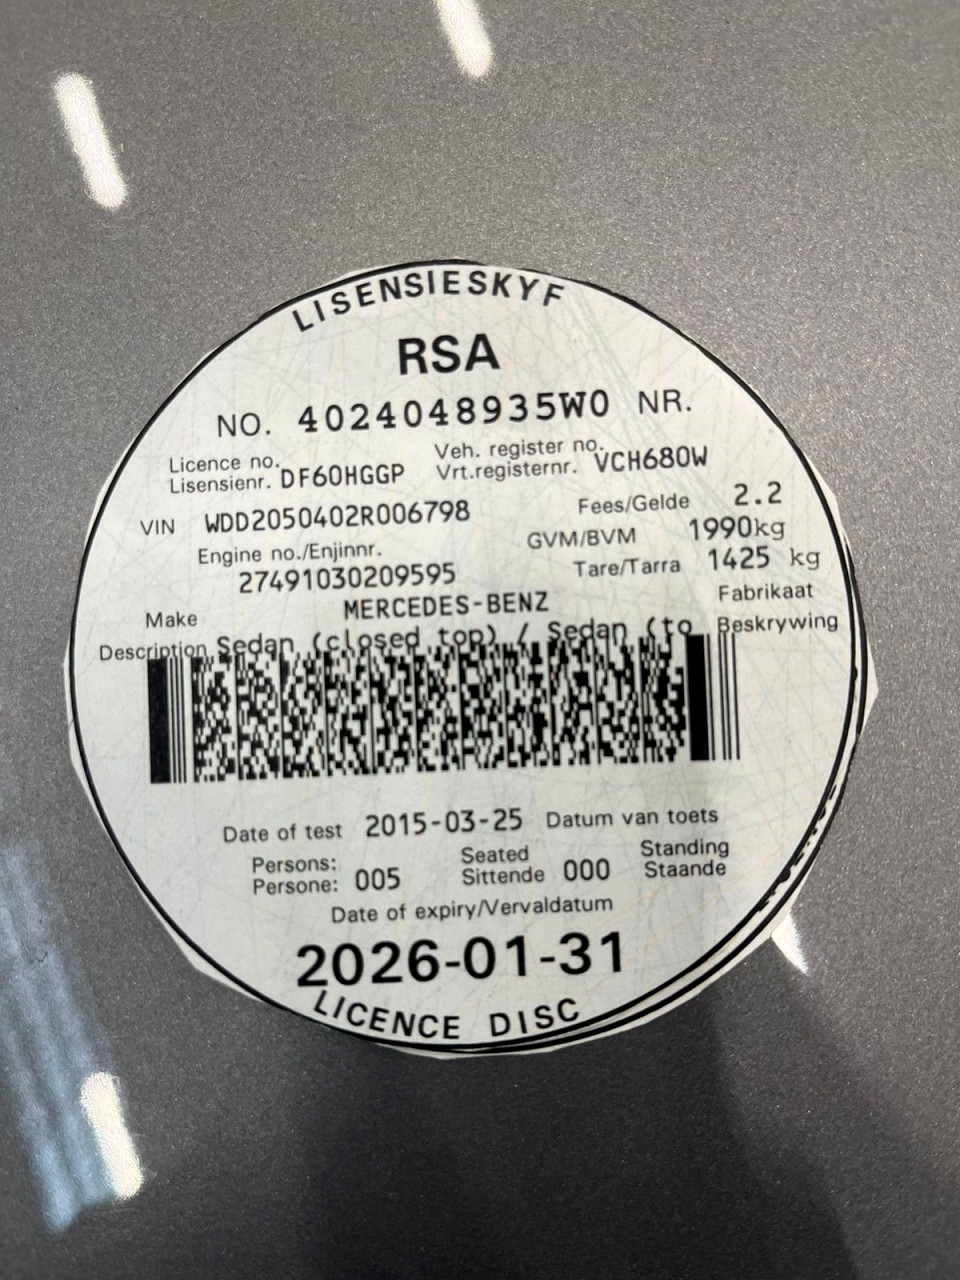 LISENSIESKYF
RSA
NO. 4024048935W0 NR.
Licence no. Veh. register no.
Lisensienr. DF60HGGP Vrt.registernr. VCH680W
VIN WDD2050402R006798 Fees/Gelde 2.2
Engine no./Enjinnr. GVM/BVM 1990kg
27491030209595 Tare/Tarra 1425 kg
Make MERCEDES-BENZ Fabrikaat
Description Sedan (closed top) / Sedan (to Beskrywing
Date of test 2015-03-25 Datum van toets
Persons: Seated Standing
Persone: 005 Sittende 000 Staande
Date of expiry/Vervaldatum
2026-01-31
LICENCE DISC